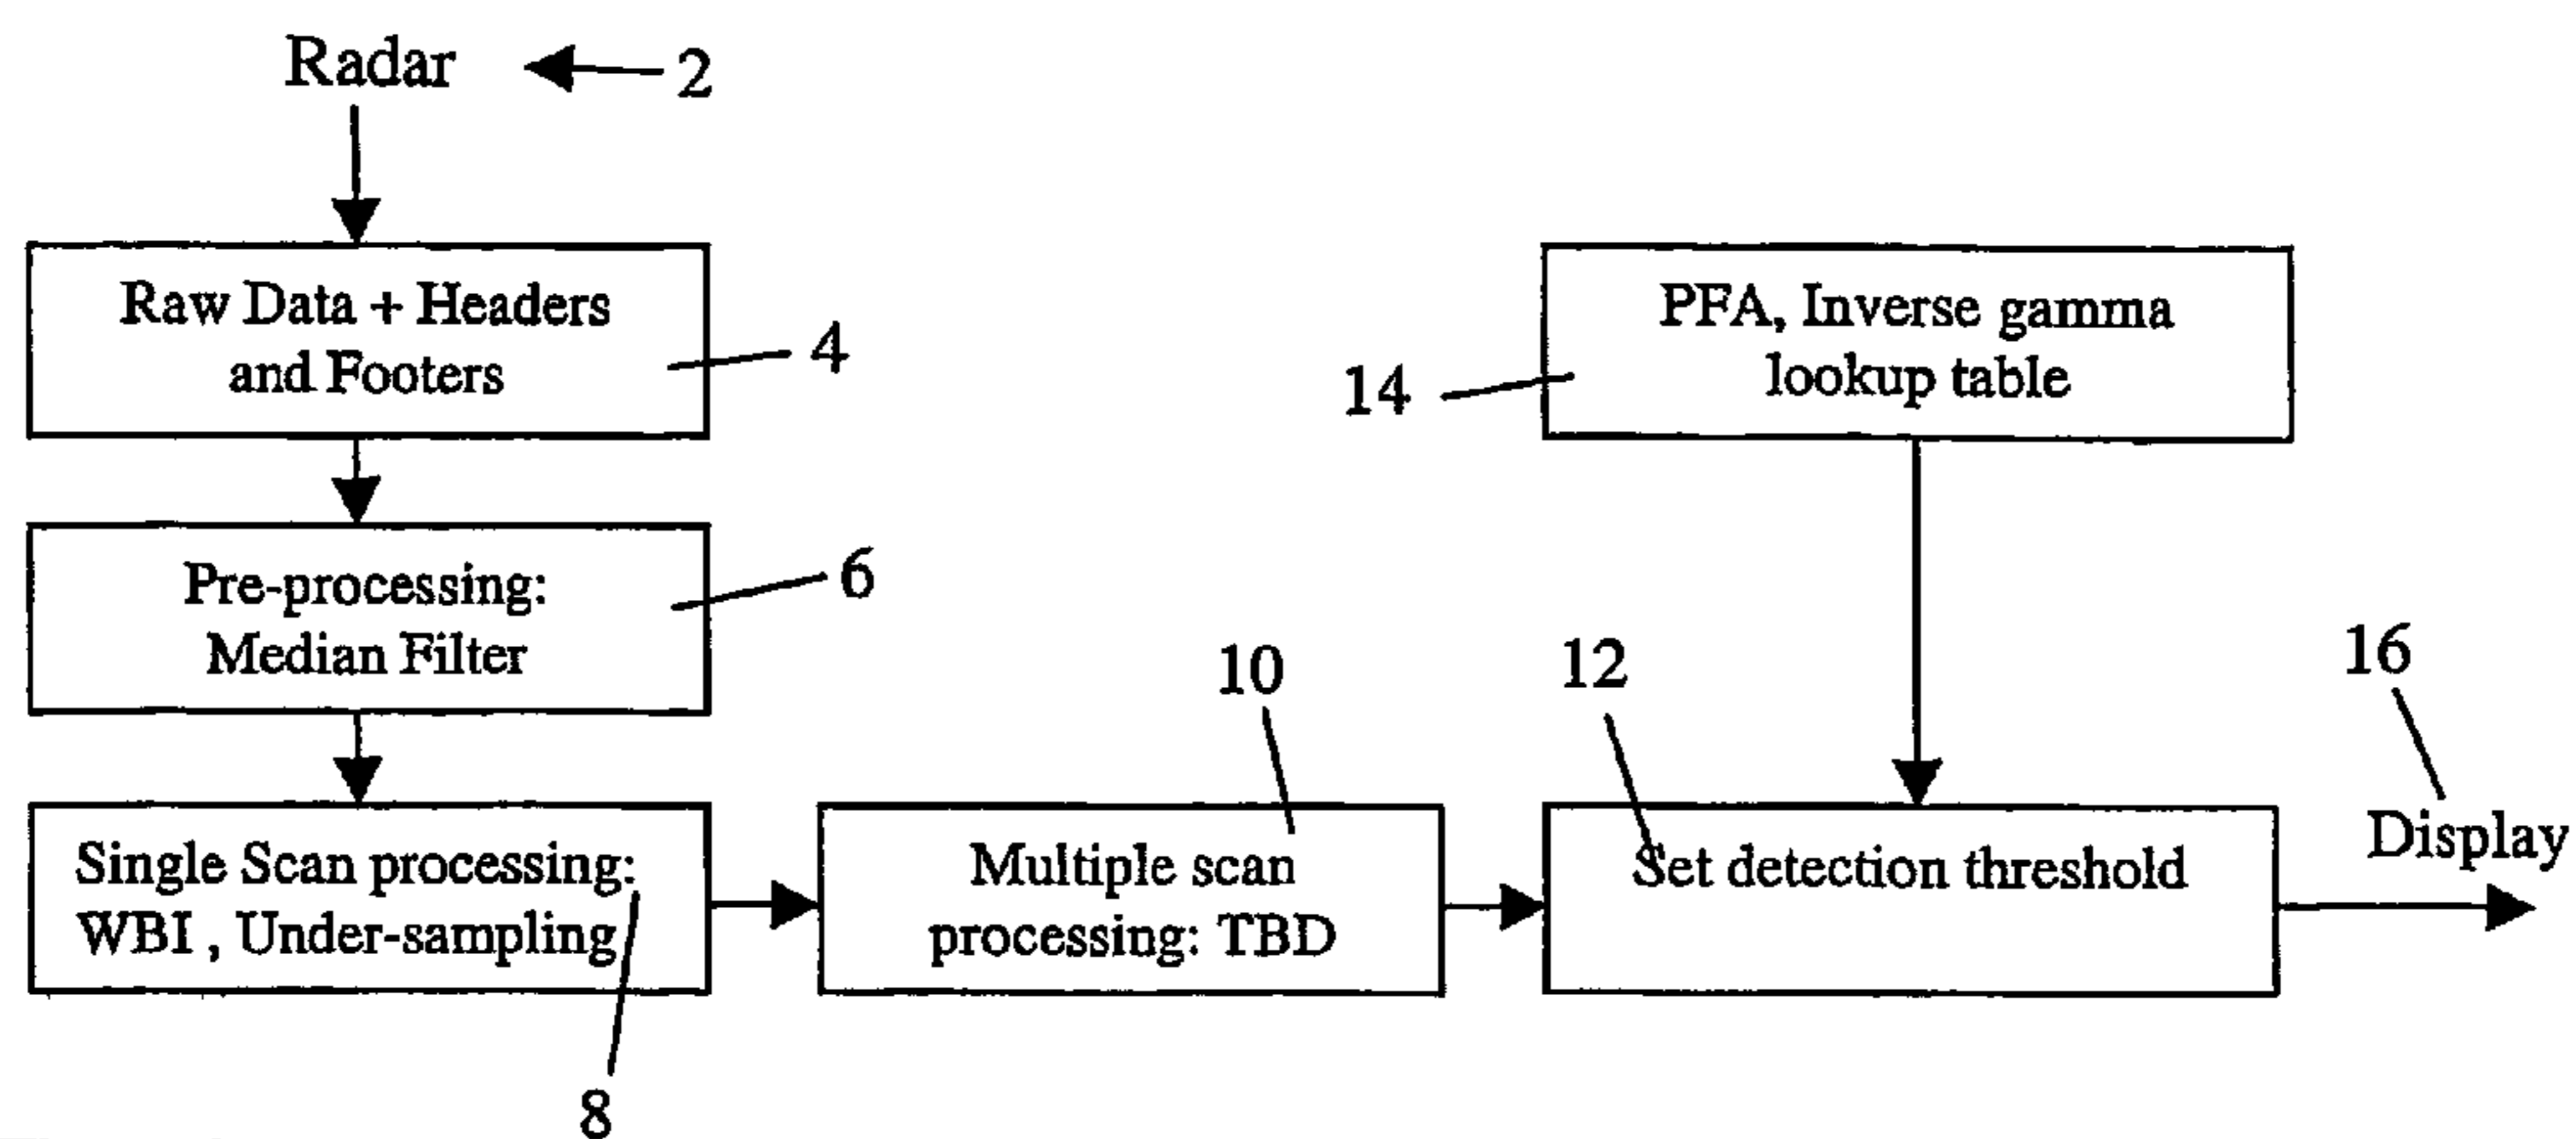 Radar
2
Raw Data + Headers
and Footers
4
PFA, Inverse gamma
lookup table
14
Pre-processing:
Median Filter
6
10
12
16
Single Scan processing:
WBI , Under-sampling
8
Multiple scan
processing: TBD
Set detection threshold
Display